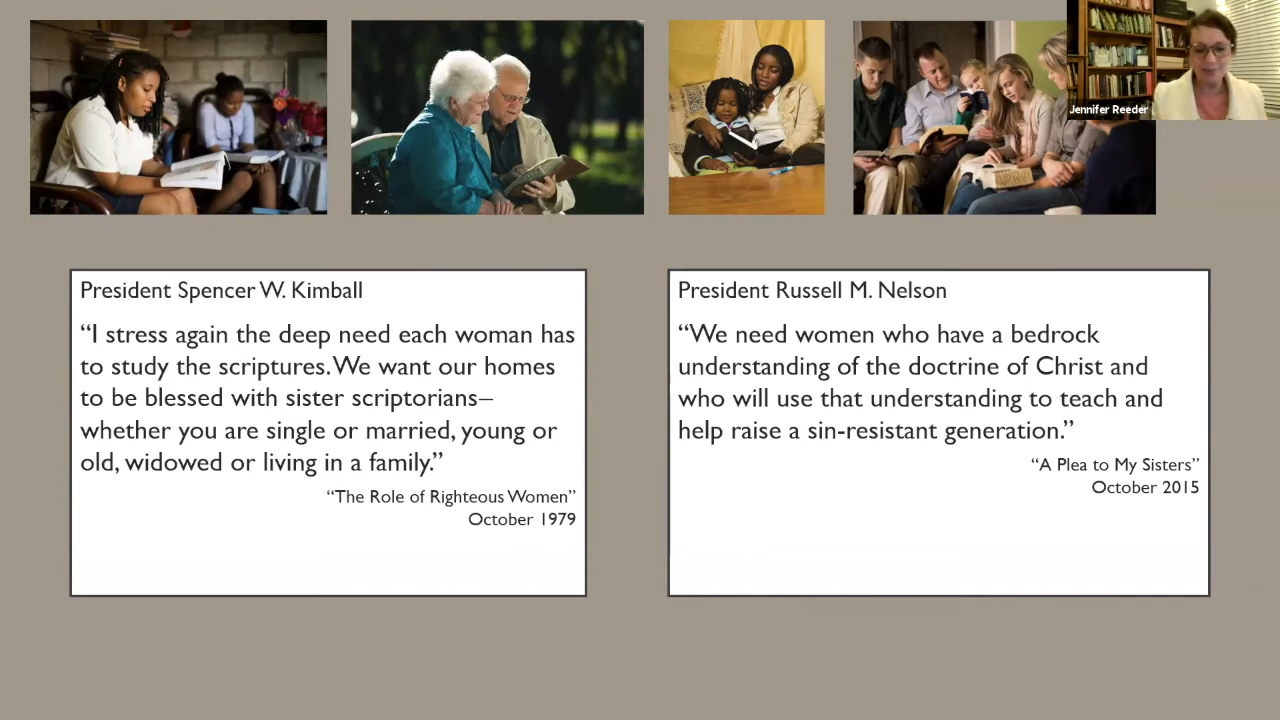 Jennifer Reeder
President Spencer W. Kimball
“I stress again the deep need each woman has
to study the scriptures. We want our homes
to be blessed with sister scriptorians–
whether you are single or married, young or
old, widowed or living in a family.”
“The Role of Righteous Women”
October 1979
President Russell M. Nelson
“We need women who have a bedrock
understanding of the doctrine of Christ and
who will use that understanding to teach and
help raise a sin-resistant generation.”
“A Plea to My Sisters”
October 2015